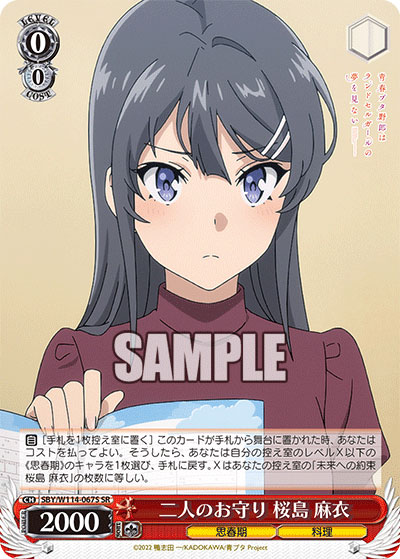 LEVEL
0
0
COST
青春ブタ野郎は
ランドセルガールの
夢を見ない
SAMPLE
自 [手札を1枚控え室に置く] このカードが手札から舞台に置かれた時、あなたは
コストを払ってよい。そうしたら、あなたは自分の控え室のレベルX以下の
《思春期》のキャラを1枚選び、手札に戻す。Xはあなたの控え室の「未来への約束
桜島 麻衣」の枚数に等しい。
CH SBY/W114-067S SR
二人のお守り 桜島 麻衣
2000
思春期 料理
©2022 鴨志田 一/KADOKAWA/青ブタ Project